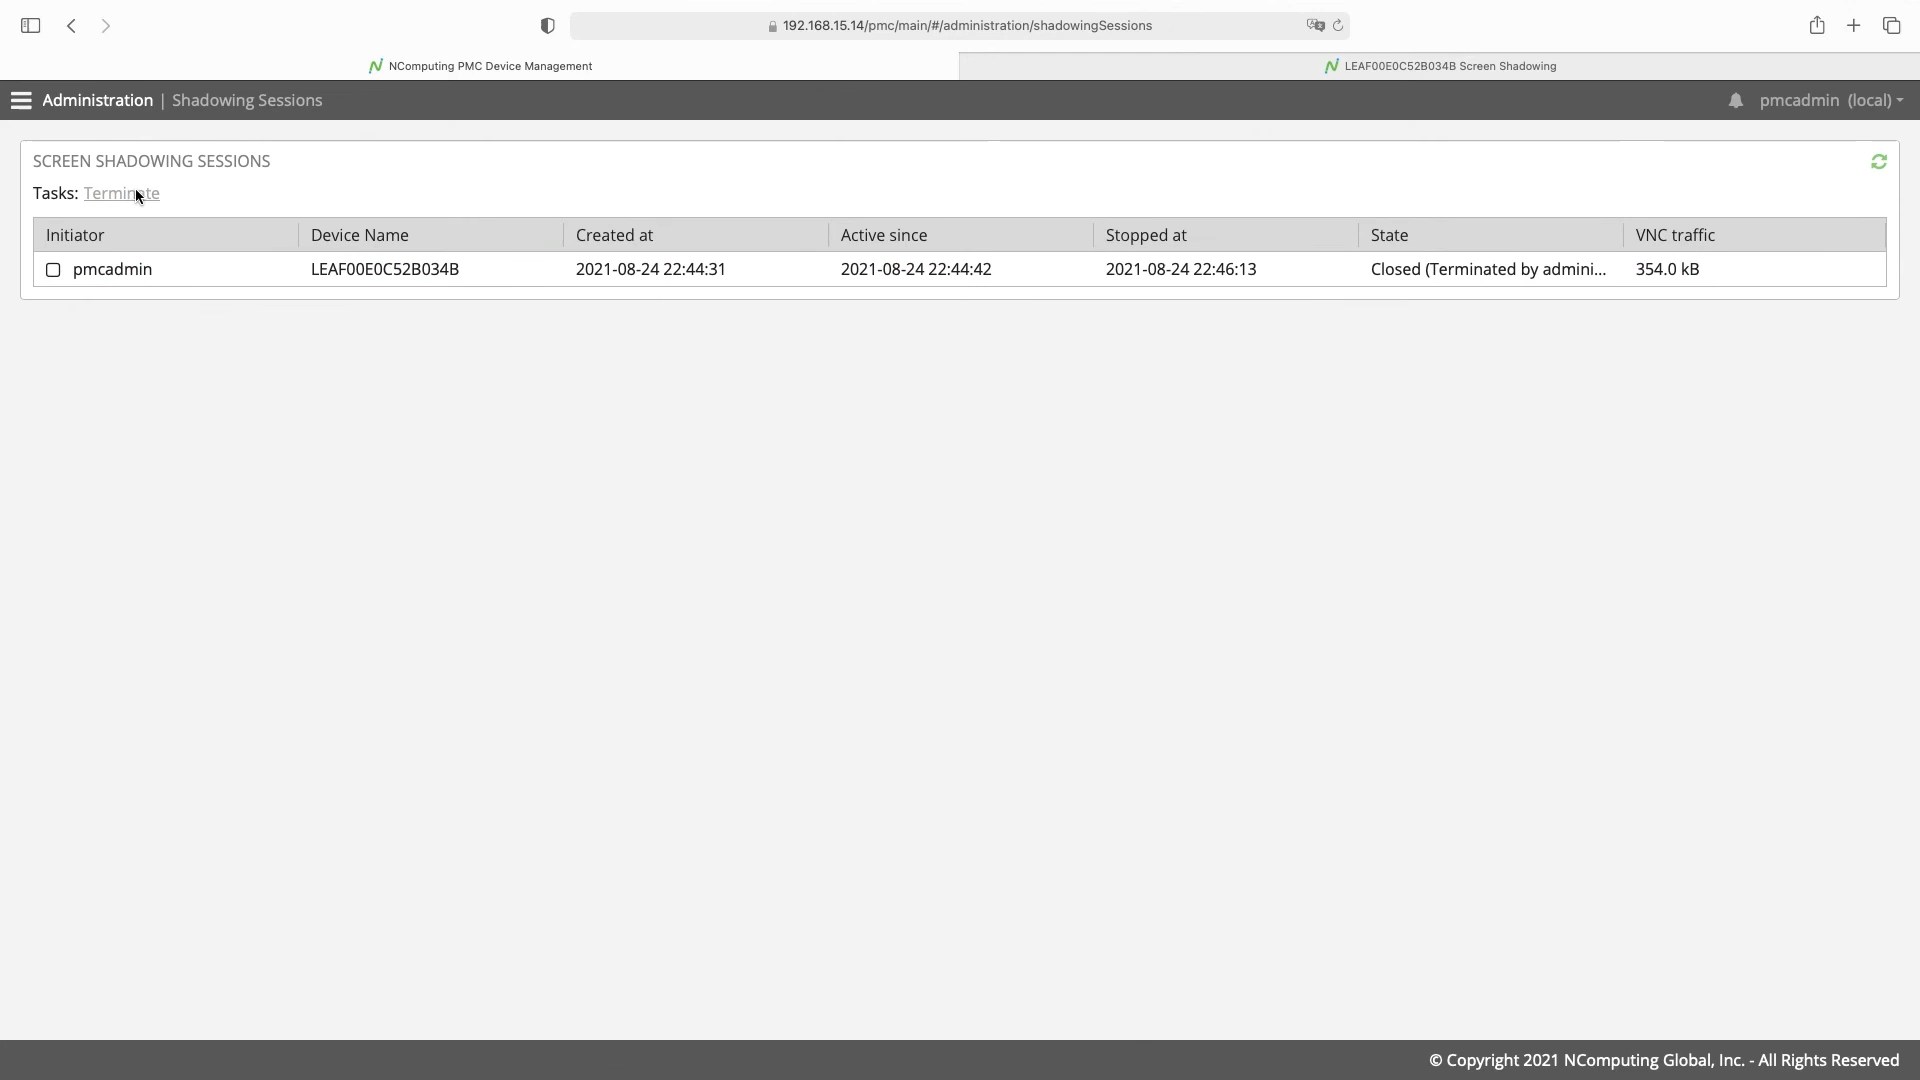 192.168.15.14/pmc/main/#/administration/shadowingSessions
NComputing PMC Device Management
LEAF00E0C52B034B Screen Shadowing
Administration | Shadowing Sessions
pmcadmin (local)
SCREEN SHADOWING SESSIONS
Tasks: Terminate
Initiator Device Name Created at Active since Stopped at State VNC traffic
pmcadmin LEAF00E0C52B034B 2021-08-24 22:44:31 2021-08-24 22:44:42 2021-08-24 22:46:13 Closed (Terminated by admini... 354.0 kB
© Copyright 2021 NComputing Global, Inc. - All Rights Reserved